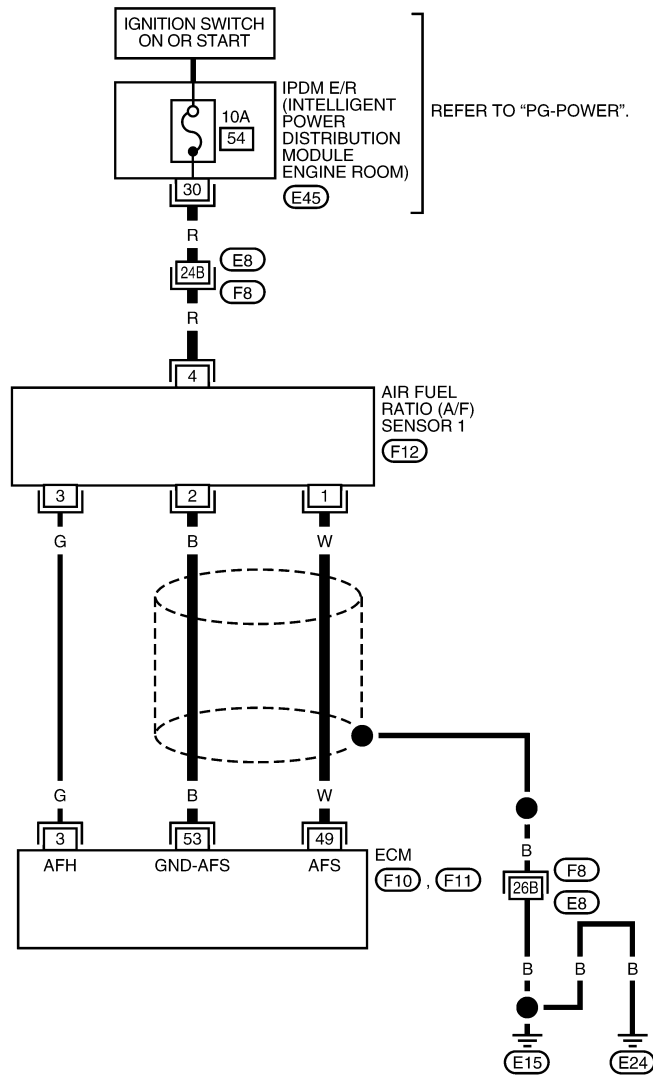 IGNITION SWITCH
ON OR START
IPDM E/R
(INTELLIGENT
POWER
DISTRIBUTION
MODULE
ENGINE ROOM)
10A
54
REFER TO “PG-POWER”.
30
E45
R
24B
E8
F8
R
4
AIR FUEL
RATIO (A/F)
SENSOR 1
F12
3
2
1
G
B
W
G
B
W
3
53
49
AFH
GND-AFS
AFS
ECM
F10 , F11
B
26B
F8
E8
B
B
B
E15
E24